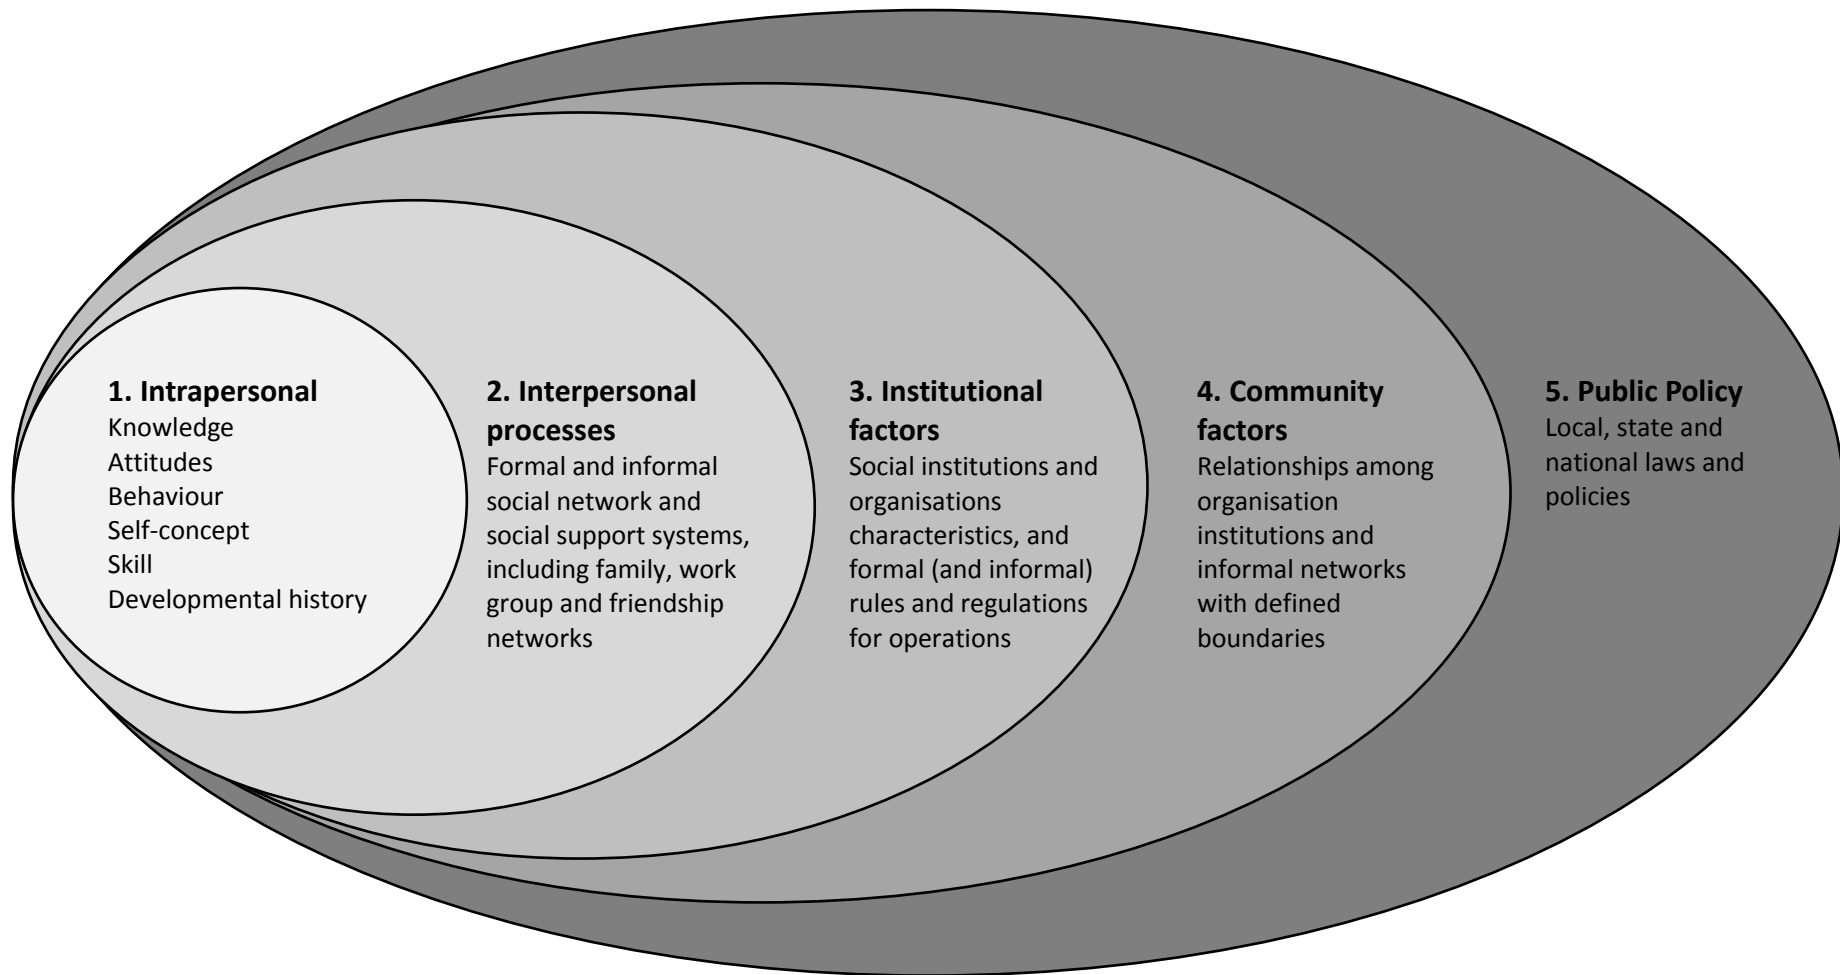 1. Intrapersonal
Knowledge
Attitudes
Behaviour
Self-concept
Skill
Developmental history
2. Interpersonal
processes
Formal and informal
social network and
social support systems,
including family, work
group and friendship
networks
3. Institutional
factors
Social institutions and
organisations
characteristics, and
formal (and informal)
rules and regulations
for operations
4. Community
factors
Relationships among
organisation
institutions and
informal networks
with defined
boundaries
5. Public Policy
Local, state and
national laws and
policies